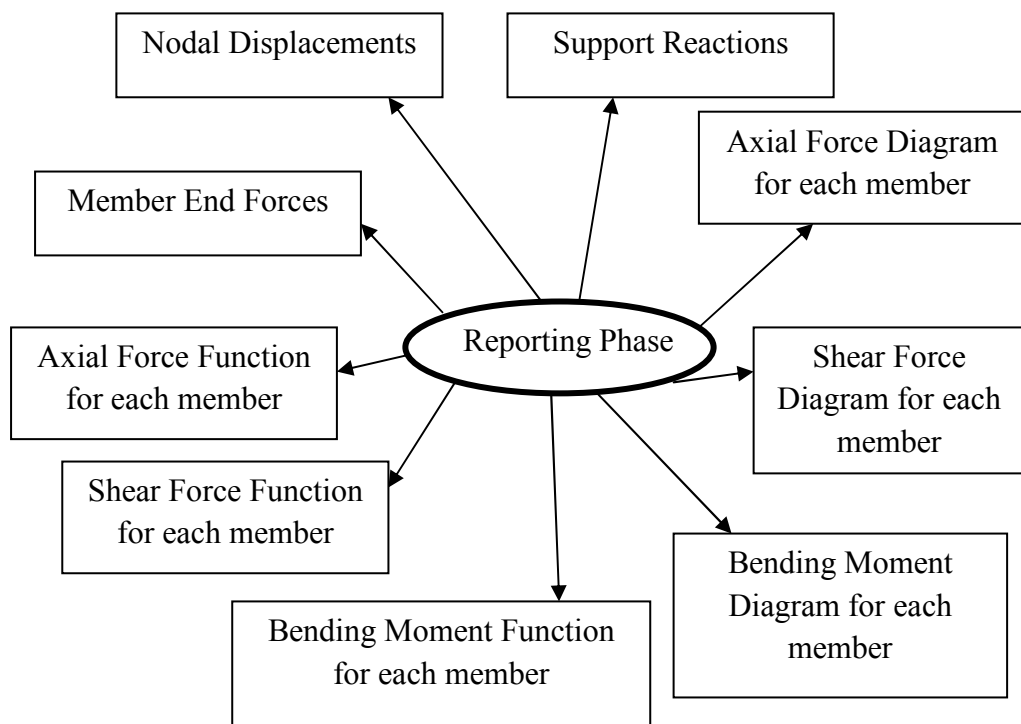 Nodal Displacements
Support Reactions
Axial Force Diagram
for each member
Member End Forces
Reporting Phase
Axial Force Function
for each member
Shear Force
Diagram for each
member
Shear Force Function
for each member
Bending Moment
Diagram for each
member
Bending Moment Function
for each member